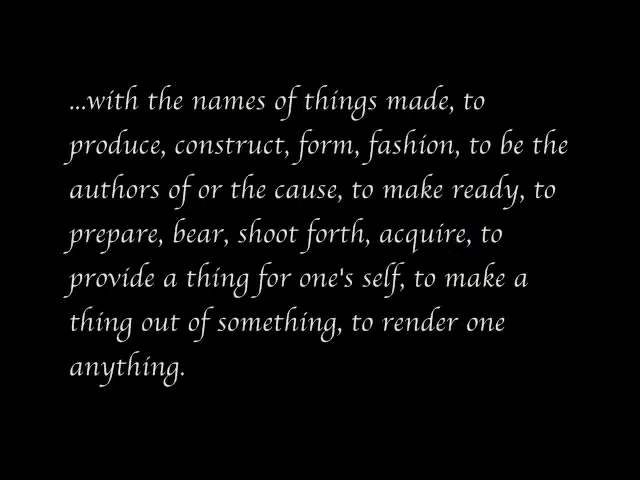 ...with the names of things made, to
produce, construct, form, fashion, to be the
authors of or the cause, to make ready, to
prepare, bear, shoot forth, acquire, to
provide a thing for one's self, to make a
thing out of something, to render one
anything.